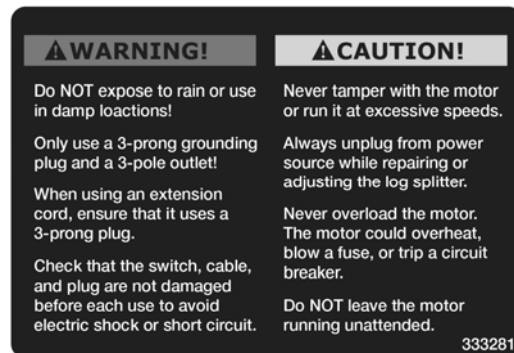 ⚠WARNING!
Do NOT expose to rain or use
in damp loactions!
Only use a 3-prong grounding
plug and a 3-pole outlet!
When using an extension
cord, ensure that it uses a
3-prong plug.
Check that the switch, cable,
and plug are not damaged
before each use to avoid
electric shock or short circuit.
⚠CAUTION!
Never tamper with the motor
or run it at excessive speeds.
Always unplug from power
source while repairing or
adjusting the log splitter.
Never overload the motor.
The motor could overheat,
blow a fuse, or trip a circuit
breaker.
Do NOT leave the motor
running unattended.
333281